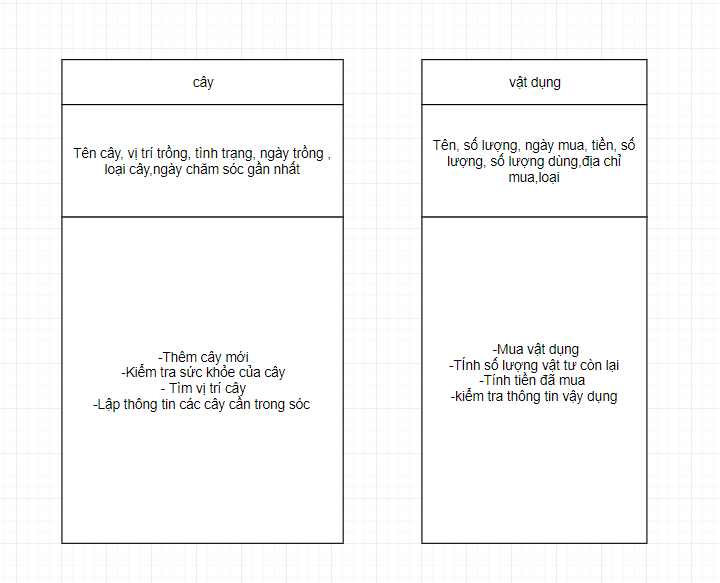 cây
Tên cây, vị trí trồng, tình trạng, ngày trồng ,
loại cây,ngày chăm sóc gần nhất
-Thêm cây mới
-Kiểm tra sức khỏe của cây
- Tìm vị trí cây
-Lập thông tin các cây cần trong sóc
vật dụng
Tên, số lượng, ngày mua, tiền, số
lượng, số lượng dùng,địa chỉ
mua,loại
-Mua vật dụng
-TÍnh số lượng vật tư còn lại
-Tính tiền đã mua
-kiểm tra thông tin vậy dụng